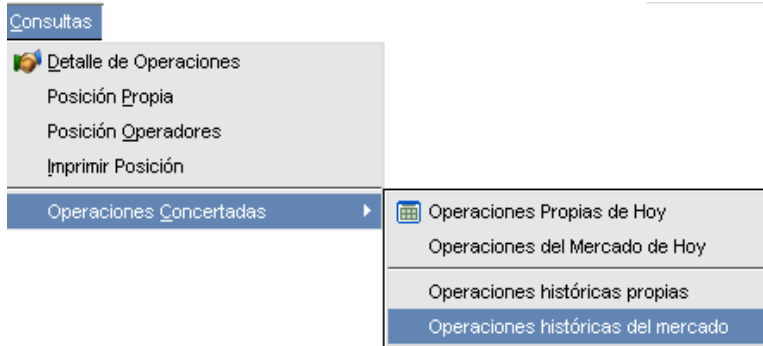 Consultas
Detalle de Operaciones
Posición Propia
Posición Operadores
Imprimir Posición
Operaciones Concertadas
Operaciones Propias de Hoy
Operaciones del Mercado de Hoy
Operaciones históricas propias
Operaciones históricas del mercado